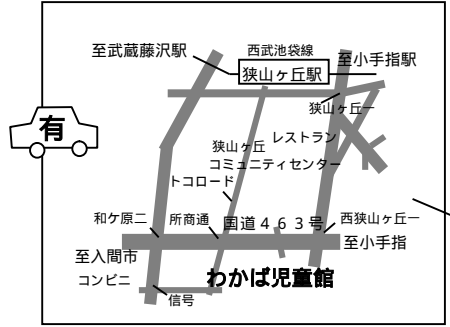 西武池袋線
至武蔵藤沢駅
至小手指駅
狭山ヶ丘駅
狭山ヶ丘一
有
レストラン
狭山ヶ丘
コミュニティセンター
トコロード
和ケ原二
所商通
国道463号
西狭山ヶ丘一
至小手指
至入間市
コンビニ
わかば児童館
信号